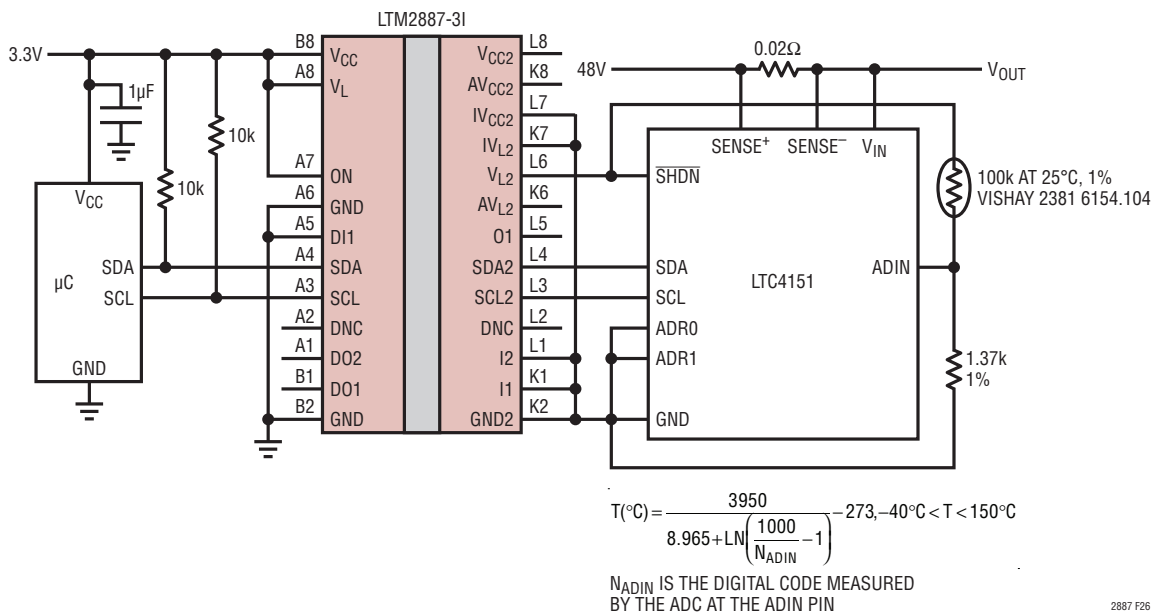 LTM2887-3I
3.3V
1µF
10k
10k
B8
A8
A7
A6
A5
A4
A3
A2
A1
B1
B2
VCC
VL
ON
GND
DI1
SDA
SCL
DNC
DO2
DO1
GND
VCC2
AVCC2
IVCC2
IVL2
VL2
AVL2
O1
SDA2
SCL2
DNC
I2
I1
GND2
L8
K8
L7
K7
L6
K6
L5
L4
L3
L2
L1
K1
K2
VCC
µC
SDA
SCL
GND
48V
0.02Ω
VOUT
SENSE+ SENSE– VIN
SHDN
SDA
SCL
ADR0
ADR1
GND
LTC4151
ADIN
100k AT 25°C, 1%
VISHAY 2381 6154.104
1.37k
1%
T(°C) = 3950 / (8.965+LN(1000/NADIN –1)) –273,–40°C < T < 150°C
NADIN IS THE DIGITAL CODE MEASURED
BY THE ADC AT THE ADIN PIN
2887 F26